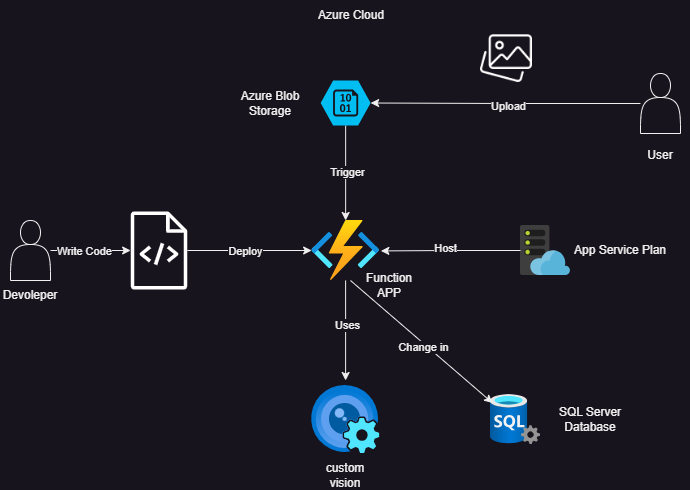 Azure Cloud
Azure Blob
Storage
10
01
Upload
User
Trigger
Write Code
</>
Deploy
Host
App Service Plan
Devoleper
Function
APP
Uses
Change in
SQL
SQL Server
Database
custom
vision